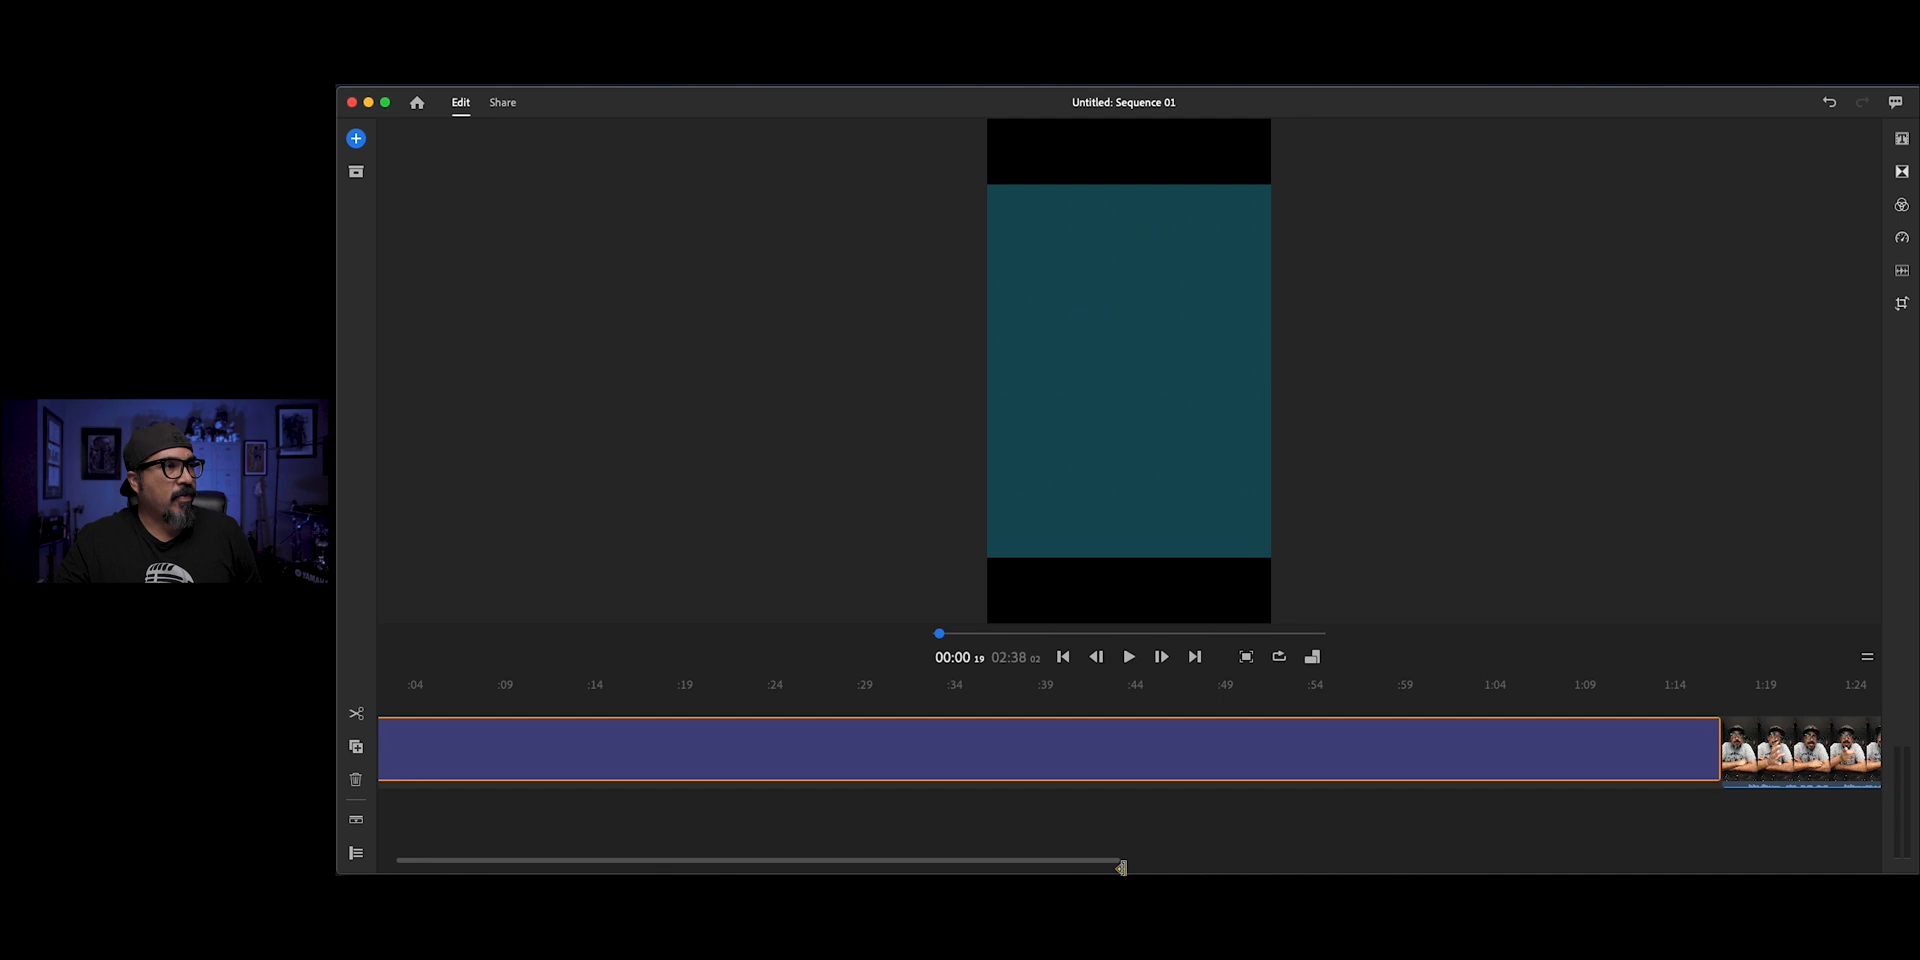 Edit Share Untitled: Sequence 01
00:00 19 02:38 02
:04 :09 :14 :19 :24 :29 :34 :39 :44 :49 :54 :59 1:04 1:09 1:14 1:19 1:24
YAMAHA